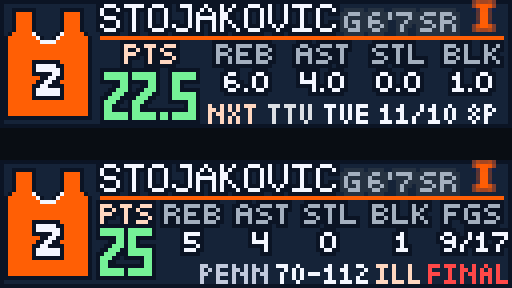 STOJAKOVIC G 6'7 SR I
2
PTS REB AST STL BLK
22.5 6.0 4.0 0.0 1.0
NXT TTU TUE 11/10 8P
STOJAKOVIC G 6'7 SR I
2
PTS REB AST STL BLK FGS
25 5 4 0 1 9/17
PENN 70-112 ILL FINAL